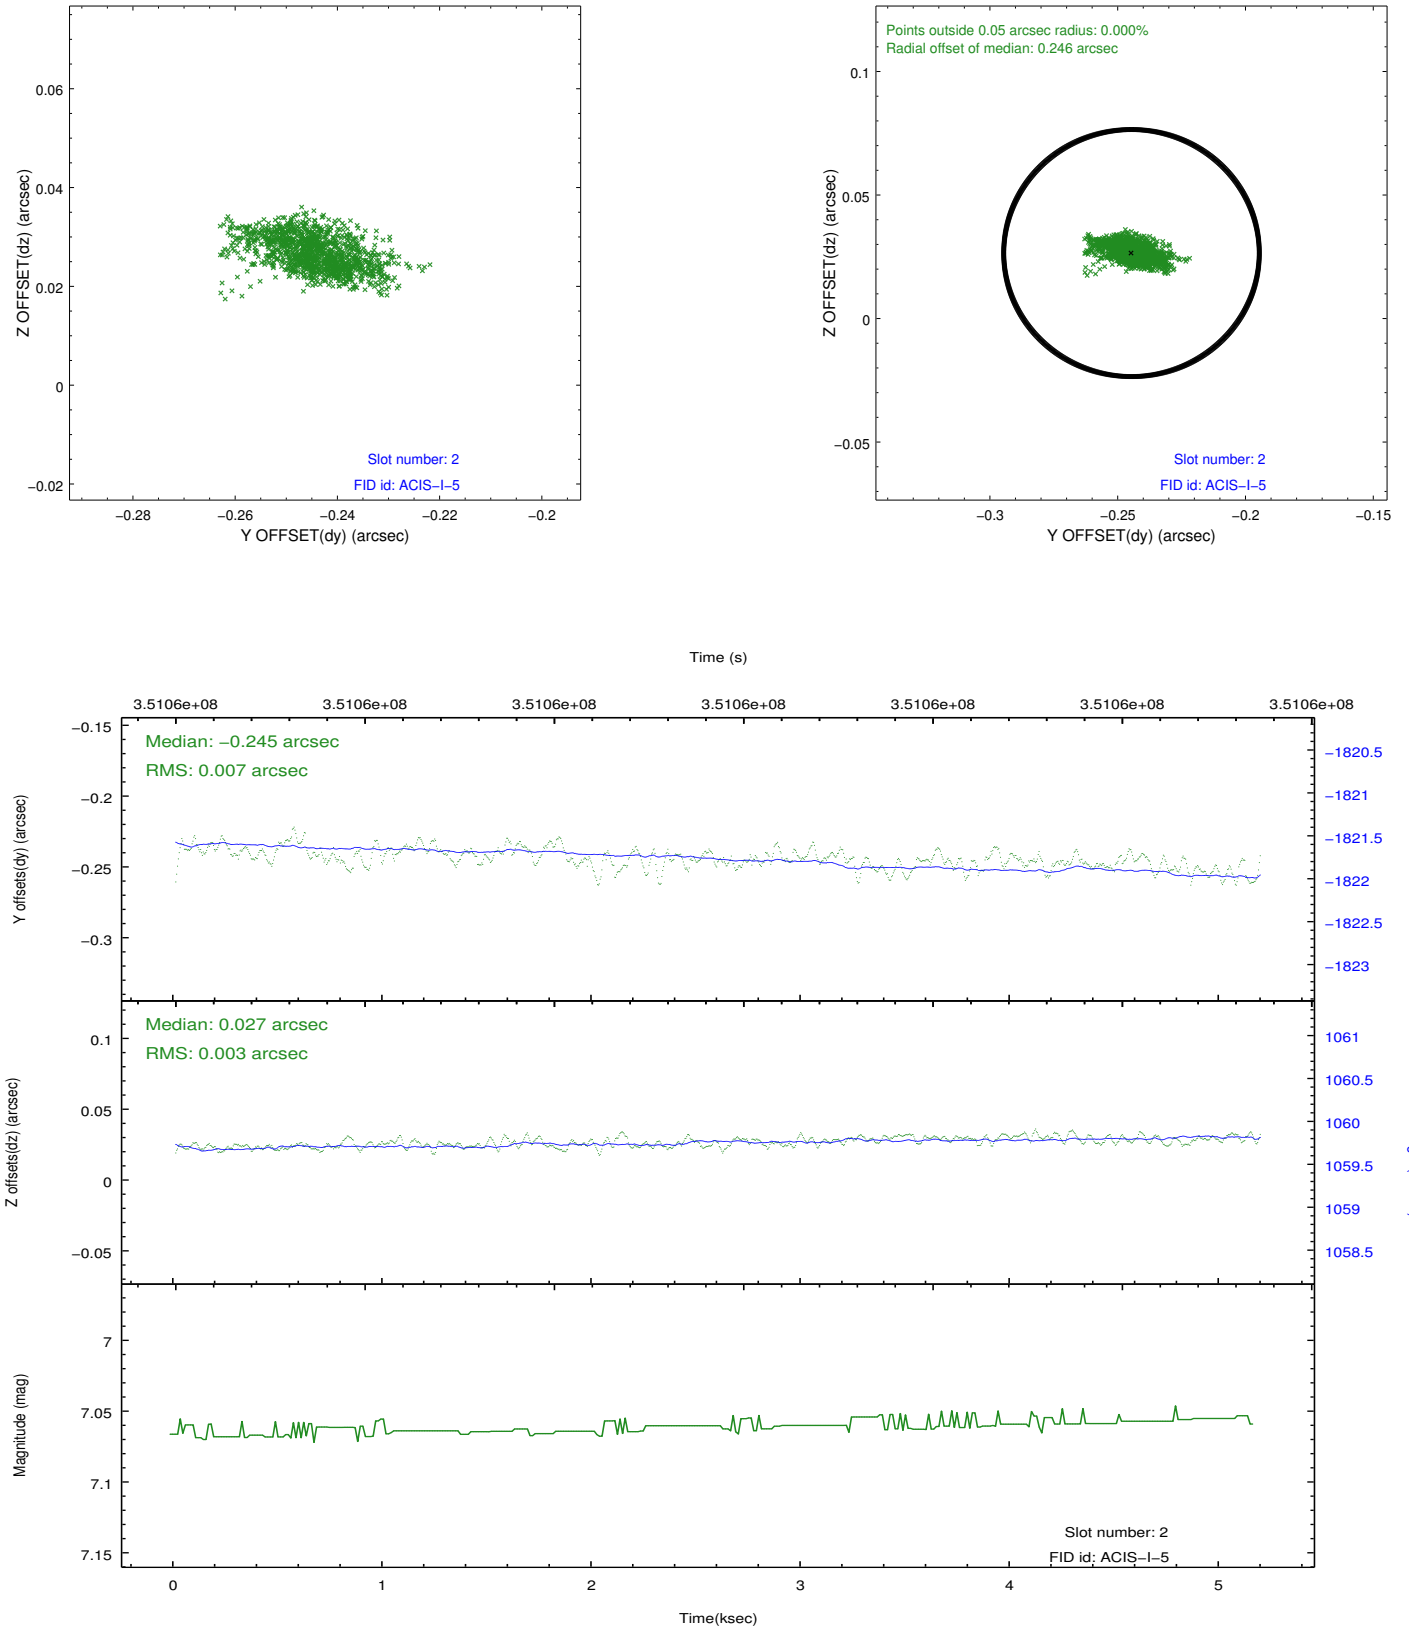 Z OFFSET(dz) (arcsec)
0.06
0.04
0.02
0
−0.02
Slot number: 2
FID id: ACIS−I−5
−0.28
−0.26
−0.24
−0.22
−0.2
Y OFFSET(dy) (arcsec)
Points outside 0.05 arcsec radius: 0.000%
Radial offset of median: 0.246 arcsec
Z OFFSET(dz) (arcsec)
0.1
0.05
0
−0.05
Slot number: 2
FID id: ACIS−I−5
−0.3
−0.25
−0.2
−0.15
Y OFFSET(dy) (arcsec)
Time (s)
3.5106e+08
3.5106e+08
3.5106e+08
3.5106e+08
3.5106e+08
3.5106e+08
3.5106e+08
Y offsets(dy) (arcsec)
−0.15
−0.2
−0.25
−0.3
Median: −0.245 arcsec
RMS: 0.007 arcsec
−1820.5
−1821
−1821.5
−1822
−1822.5
−1823
Z offsets(dz) (arcsec)
0.1
0.05
0
−0.05
Median: 0.027 arcsec
RMS: 0.003 arcsec
1061
1060.5
1060
1059.5
1059
1058.5
Magnitude (mag)
7
7.05
7.1
7.15
Slot number: 2
FID id: ACIS−I−5
0
1
2
3
4
5
Time(ksec)